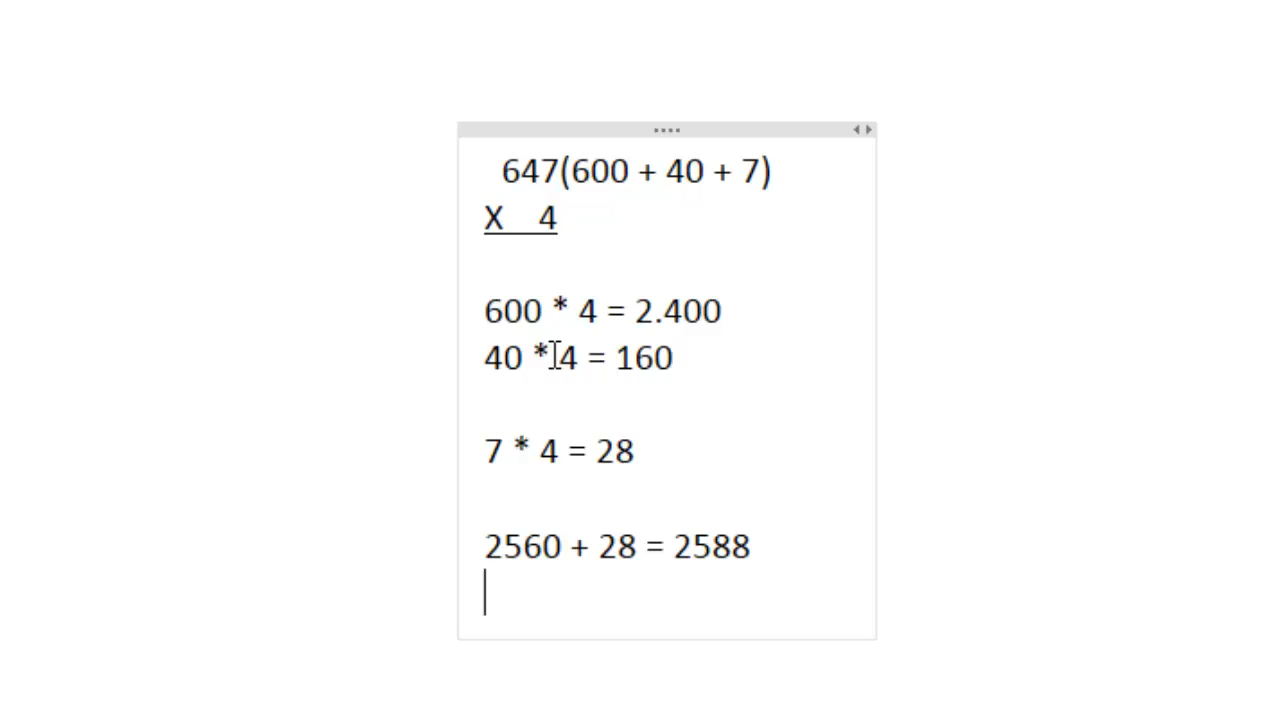 647(600 + 40 + 7)
X 4
600 * 4 = 2.400
40 * 4 = 160
7 * 4 = 28
2560 + 28 = 2588